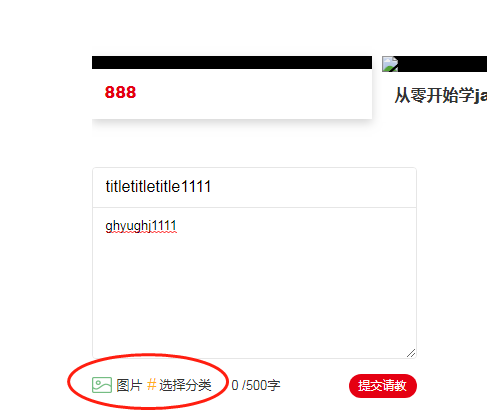 888
从零开始学ja
titletitletitle1111
ghyughj1111
图片 # 选择分类 0 /500字 提交请教